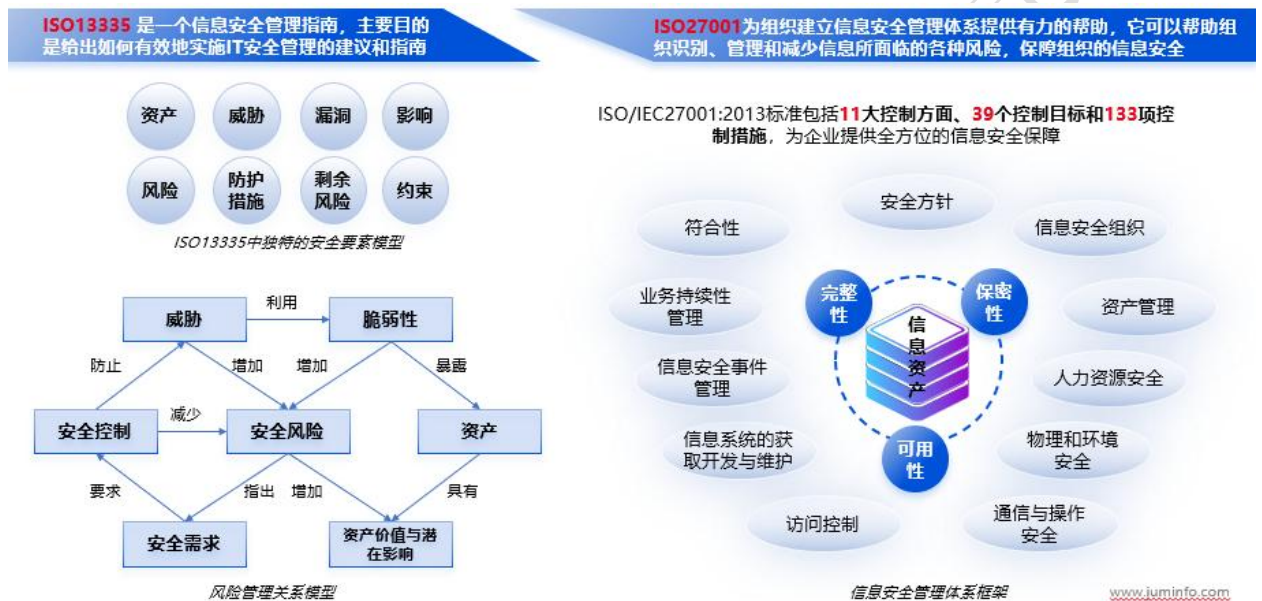 ISO13335 是一个信息安全管理指南，主要目的
是给出如何有效地实施IT安全管理的建议和指南
资产
威胁
漏洞
影响
风险
防护
措施
剩余
风险
约束
ISO13335中独特的安全要素模型
威胁
利用
脆弱性
防止
增加
增加
暴露
安全控制
减少
安全风险
资产
要求
指出
增加
具有
安全需求
资产价值与潜
在影响
风险管理关系模型
ISO27001为组织建立信息安全管理体系提供有力的帮助，它可以帮助组
织识别、管理和减少信息所面临的各种风险，保障组织的信息安全
ISO/IEC27001:2013标准包括11大控制方面、39个控制目标和133项控
制措施，为企业提供全方位的信息安全保障
安全方针
符合性
信息安全组织
业务持续性
管理
完整
性
保密
性
资产管理
信息资产
信息安全事件
管理
人力资源安全
信息系统的获
取开发与维护
可用
性
物理和环境
安全
访问控制
通信与操作
安全
信息安全管理体系框架
www.juminfo.com